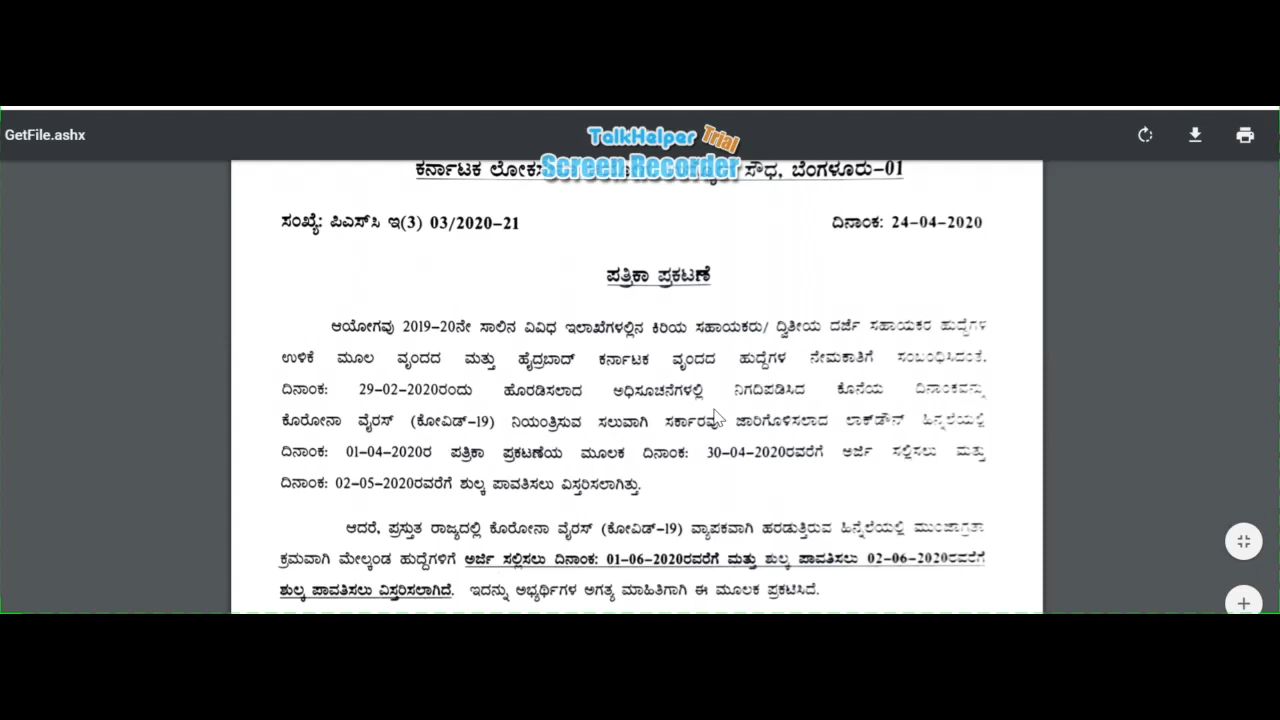 GetFile.ashx
TalkHelper Trial
Screen Recorder
ಕರ್ನಾಟಕ ಸೌಧ, ಬೆಂಗಳೂರು-01
ಸಂಖ್ಯೆ: ಪಿಎಸ್‌ಸಿ ಇ(3) 03/2020-21 ದಿನಾಂಕ: 24-04-2020
ಪತ್ರಿಕಾ ಪ್ರಕಟಣೆ
ಆಯೋಗವು 2019-20ನೇ ಸಾಲಿನ ವಿವಿಧ ಇಲಾಖೆಗಳಲ್ಲಿನ ಕಿರಿಯ ಸಹಾಯಕರು/ ದ್ವಿತೀಯ ದರ್ಜೆ ಸಹಾಯಕರ ಹುದ್ದೆಗಳ
ಉಳಿಕೆ ಮೂಲ ವೃಂದದ ಮತ್ತು ಹೈದ್ರಬಾದ್ ಕರ್ನಾಟಕ ವೃಂದದ ಹುದ್ದೆಗಳ ನೇಮಕಾತಿಗೆ ಸಂಬಂಧಿಸಿದಂತೆ,
ದಿನಾಂಕ: 29-02-2020ರಂದು ಹೊರಡಿಸಲಾದ ಅಧಿಸೂಚನೆಗಳಲ್ಲಿ ನಿಗದಿಪಡಿಸಿದ ಕೊನೆಯ ದಿನಾಂಕವನ್ನು
ಕೊರೋನಾ ವೈರಸ್ (ಕೋವಿಡ್-19) ನಿಯಂತ್ರಿಸುವ ಸಲುವಾಗಿ ಸರ್ಕಾರವು ಜಾರಿಗೊಳಿಸಲಾದ ಲಾಕ್‌ಡೌನ್ ಹಿನ್ನಲೆಯಲ್ಲಿ
ದಿನಾಂಕ: 01-04-2020ರ ಪತ್ರಿಕಾ ಪ್ರಕಟಣೆಯ ಮೂಲಕ ದಿನಾಂಕ: 30-04-2020ರವರೆಗೆ ಅರ್ಜಿ ಸಲ್ಲಿಸಲು ಮತ್ತು
ದಿನಾಂಕ: 02-05-2020ರವರೆಗೆ ಶುಲ್ಕ ಪಾವತಿಸಲು ವಿಸ್ತರಿಸಲಾಗಿತ್ತು.
ಆದರೆ, ಪ್ರಸ್ತುತ ರಾಜ್ಯದಲ್ಲಿ ಕೊರೋನಾ ವೈರಸ್ (ಕೋವಿಡ್-19) ವ್ಯಾಪಕವಾಗಿ ಹರಡುತ್ತಿರುವ ಹಿನ್ನೆಲೆಯಲ್ಲಿ ಮುಂಜಾಗ್ರತಾ
ಕ್ರಮವಾಗಿ ಮೇಲ್ಕಂಡ ಹುದ್ದೆಗಳಿಗೆ ಅರ್ಜಿ ಸಲ್ಲಿಸಲು ದಿನಾಂಕ: 01-06-2020ರವರೆಗೆ ಮತ್ತು ಶುಲ್ಕ ಪಾವತಿಸಲು 02-06-2020ರವರೆಗೆ
ಶುಲ್ಕ ಪಾವತಿಸಲು ವಿಸ್ತರಿಸಲಾಗಿದೆ. ಇದನ್ನು ಅಭ್ಯರ್ಥಿಗಳ ಅಗತ್ಯ ಮಾಹಿತಿಗಾಗಿ ಈ ಮೂಲಕ ಪ್ರಕಟಿಸಿದೆ.